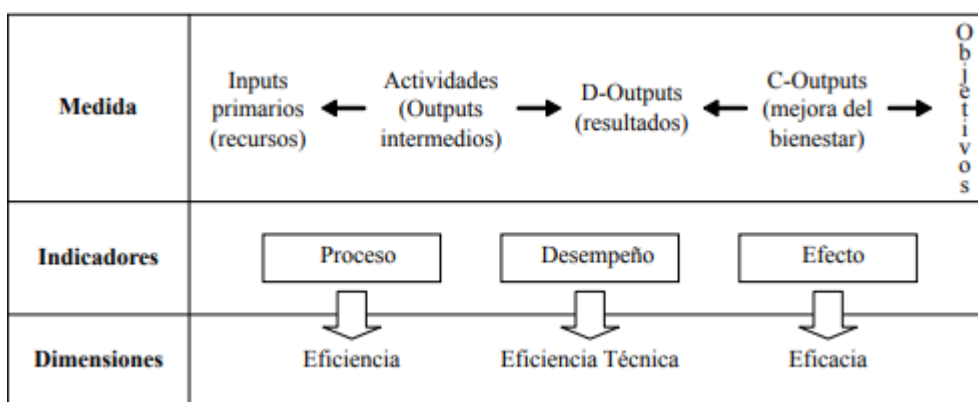 Medida
Inputs
primarios
(recursos)
Actividades
(Outputs
intermedios)
D-Outputs
(resultados)
C-Outputs
(mejora del
bienestar)
Objetivos
Indicadores
Proceso
Desempeño
Efecto
Dimensiones
Eficiencia
Eficiencia Técnica
Eficacia